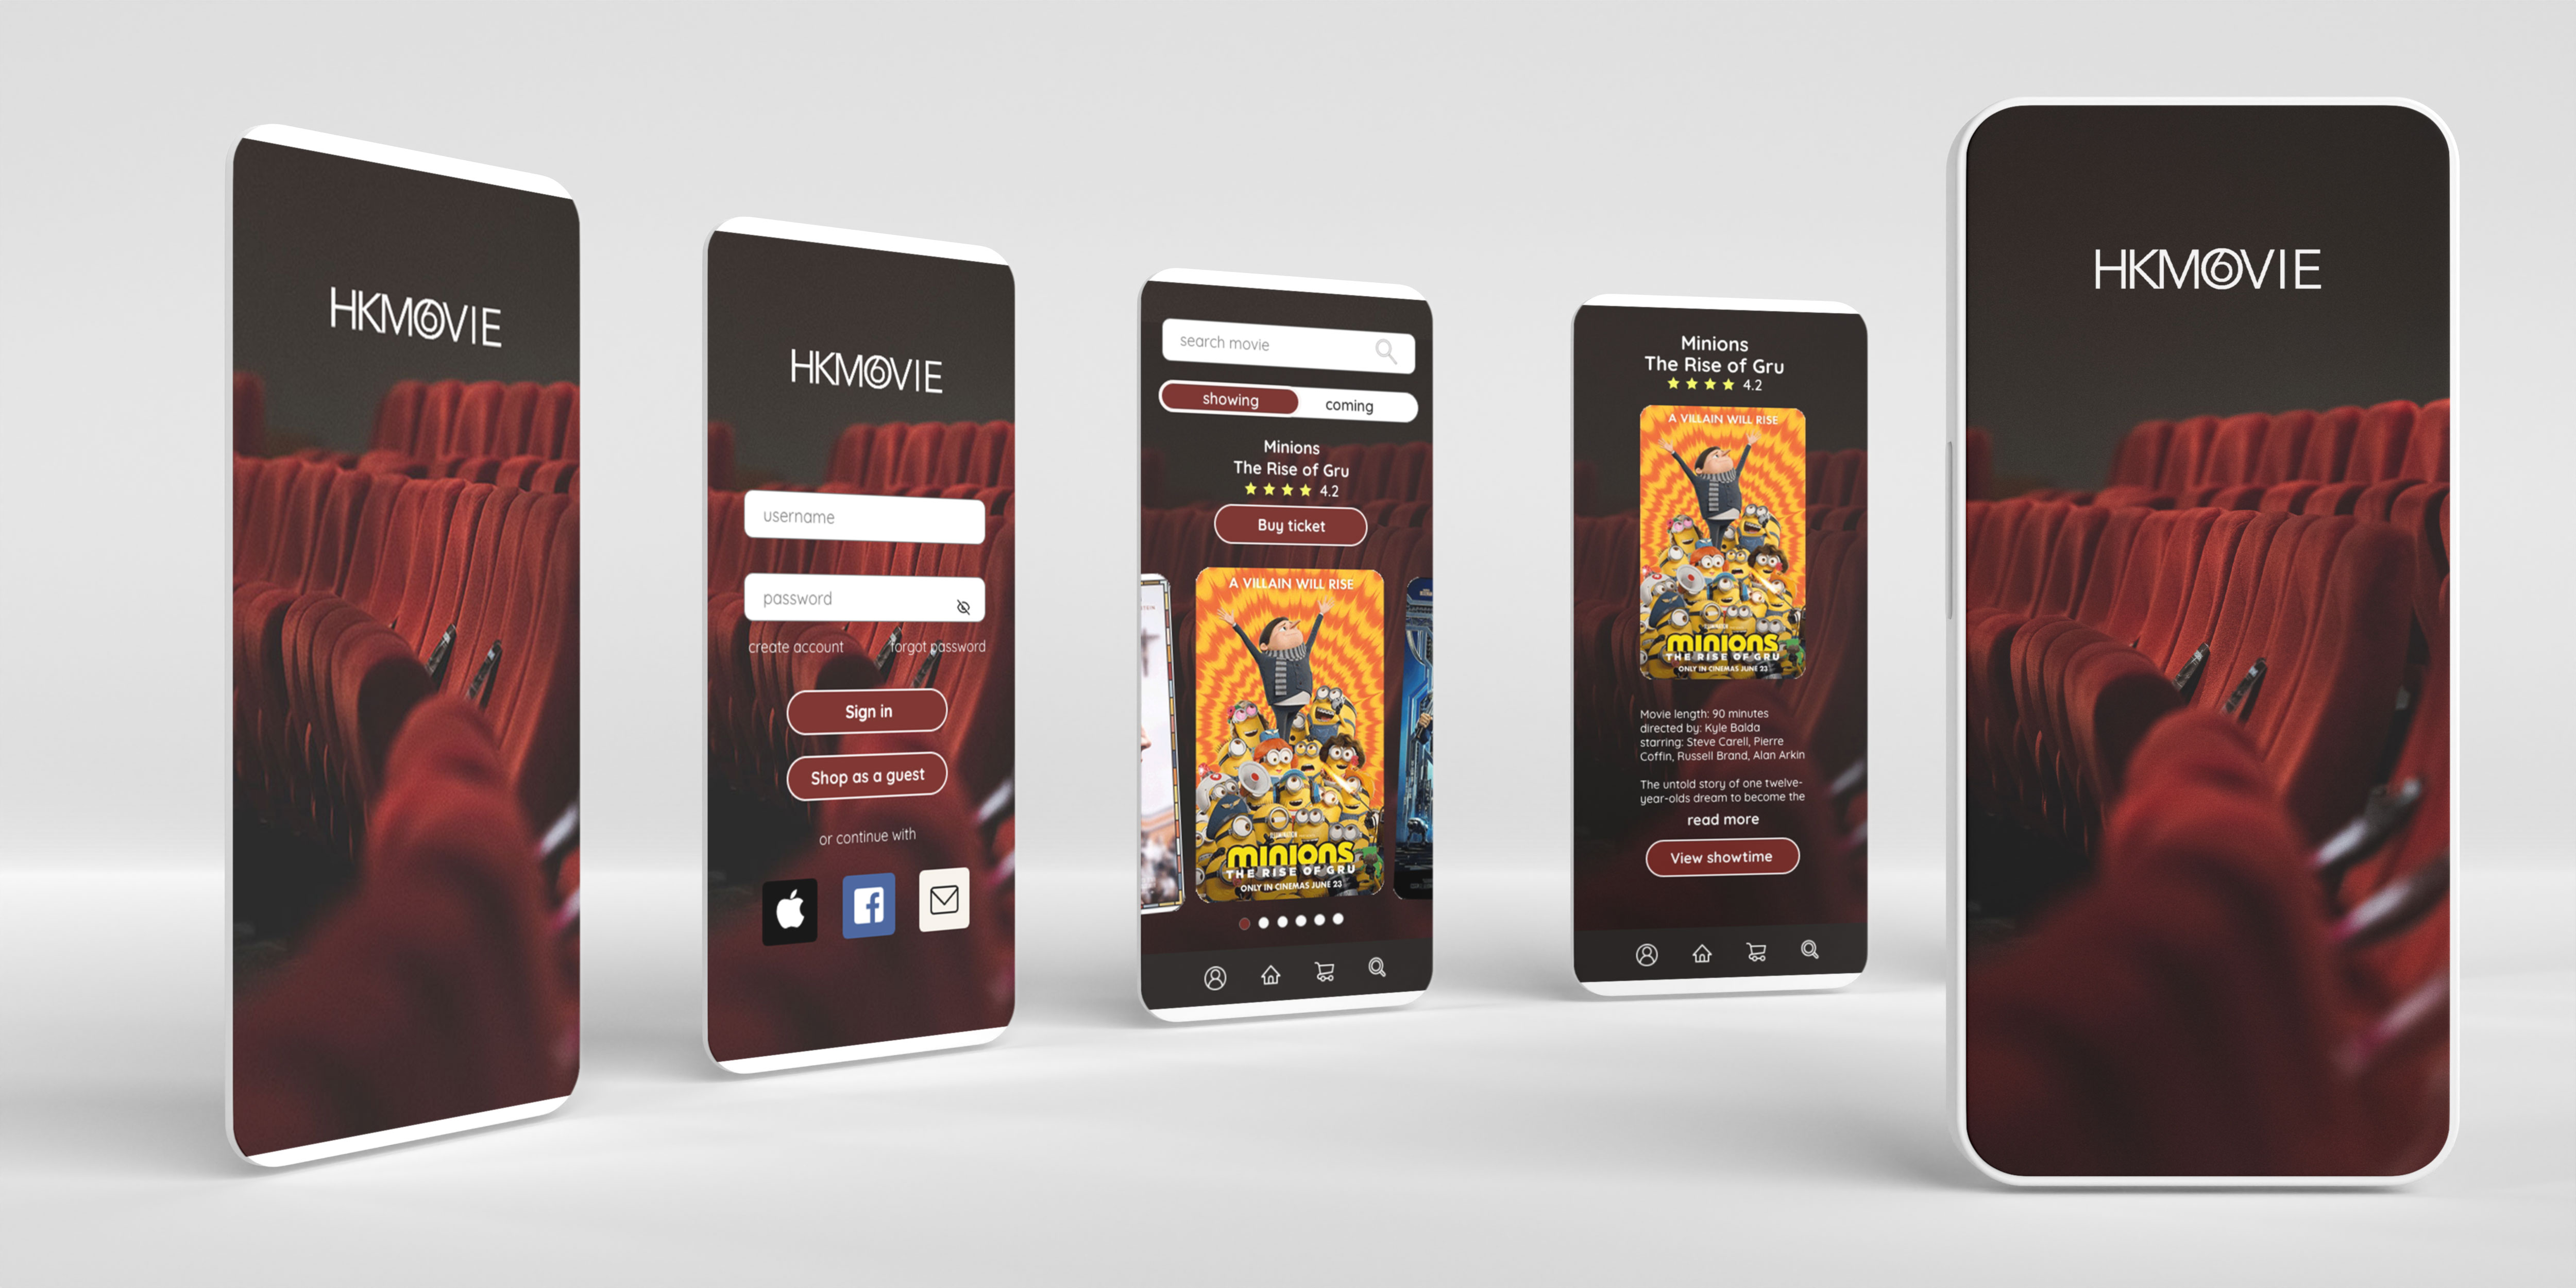 HKMO6VIE
HKMO6VIE
username
password
create account
forgot password
Sign in
Shop as a guest
or continue with
search movie
showing
coming
Minions
The Rise of Gru
4.2
Buy ticket
A VILLAIN WILL RISE
minions
THE RISE OF GRU
ONLY IN CINEMAS JUNE 23
Minions
The Rise of Gru
4.2
A VILLAIN WILL RISE
minions
THE RISE OF GRU
ONLY IN CINEMAS JUNE 23
Movie length: 90 minutes
directed by: Kyle Balda
starring: Steve Carell, Pierre
Coffin, Russell Brand, Alan Arkin
The untold story of one twelve-
year-olds dream to become the
read more
View showtime
HKMO6VIE